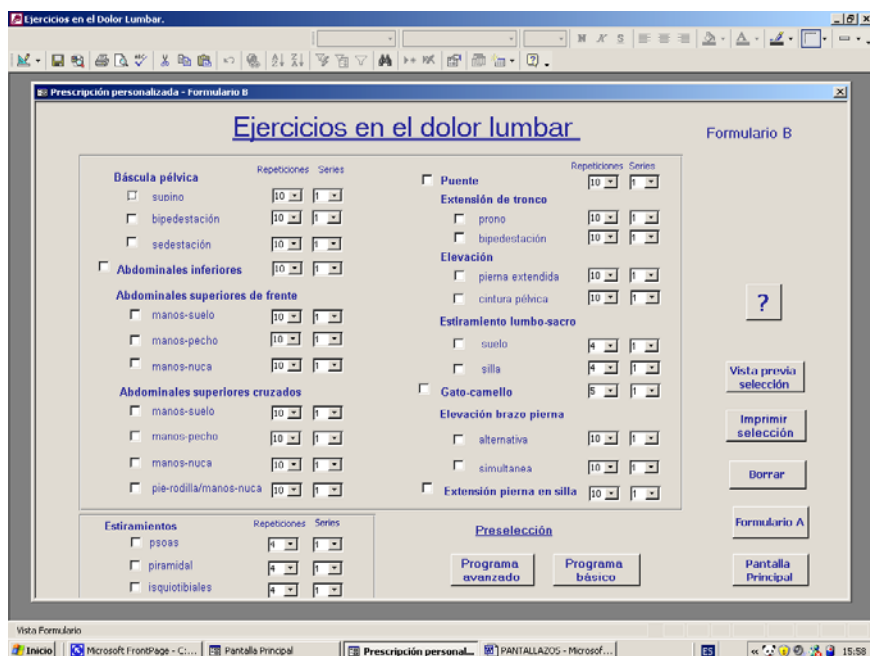 Ejercicios en el Dolor Lumbar.
N K S
Prescripción personalizada - Formulario B
Ejercicios en el dolor lumbar
Formulario B
Repeticiones Series
Báscula pélvica
supino 10 1
bipedestación 10 1
sedestación 10 1
Abdominales inferiores 10 1
Abdominales superiores de frente
manos-suelo 10 1
manos-pecho 10 1
manos-nuca 10 1
Abdominales superiores cruzados
manos-suelo 10 1
manos-pecho 10 1
manos-nuca 10 1
pie-rodilla/manos-nuca 10 1
Repeticiones Series
Puente 10 1
Extensión de tronco
prono 10 1
bipedestación 10 1
Elevación
pierna extendida 10 1
cintura pélvica 10 1
Estiramiento lumbo-sacro
suelo 4 1
silla 4 1
Gato-camello 5 1
Elevación brazo pierna
alternativa 10 1
simultanea 10 1
Extensión pierna en silla 10 1
Estiramientos Repeticiones Series
psoas 4 1
piramidal 4 1
isquiotibiales 4 1
Preselección
Programa
avanzado
Programa
básico
?
Vista previa
selección
Imprimir
selección
Borrar
Formulario A
Pantalla
Principal
Vista Formulario
Inicio Microsoft FrontPage - C:... Pantalla Principal Prescripción personal... PANTALLAZOS - Microsof... ES « 15:58